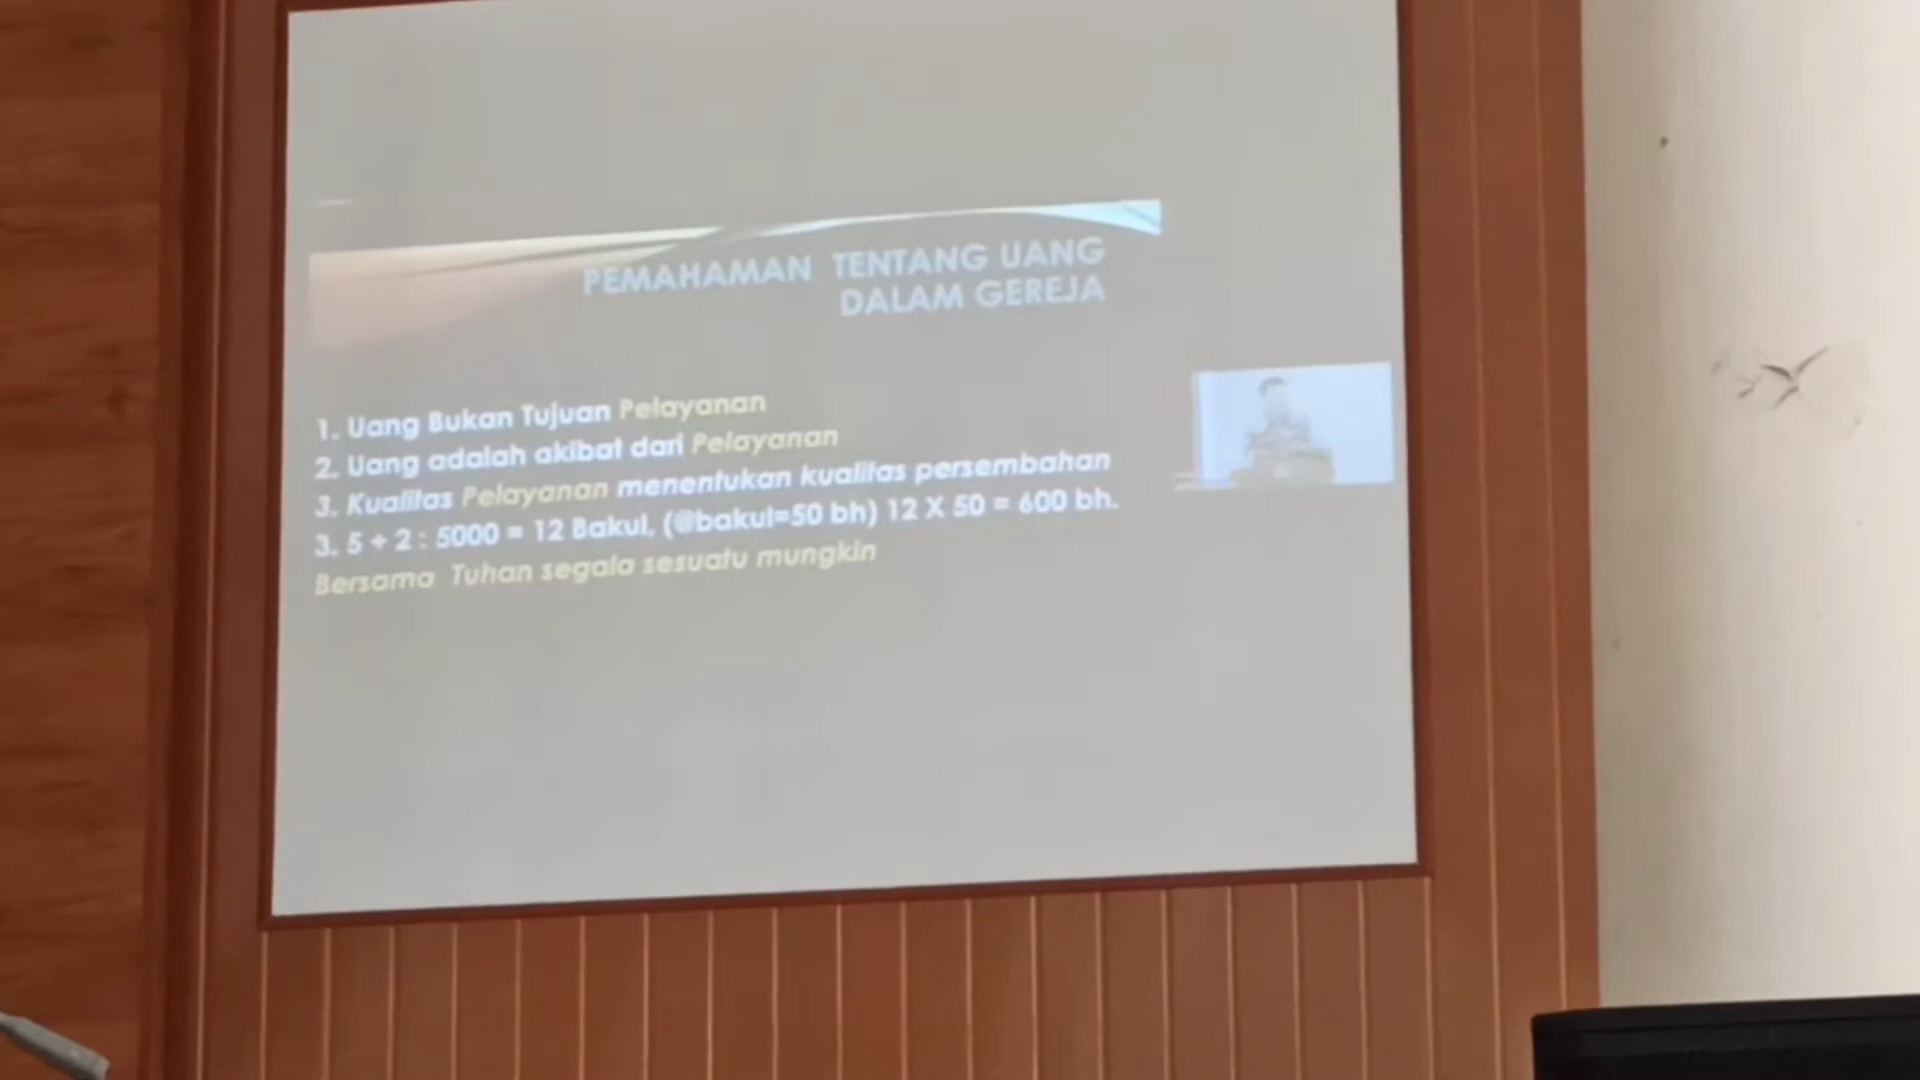 PEMAHAMAN TENTANG UANG
DALAM GEREJA
1. Uang Bukan Tujuan Pelayanan
2. Uang adalah akibat dari Pelayanan
3. Kualitas Pelayanan menentukan kualitas persembahan
3. 5 + 2 : 5000 = 12 Bakul. (@bakul=50 bh) 12 X 50 = 600 bh.
Bersama Tuhan segala sesuatu mungkin